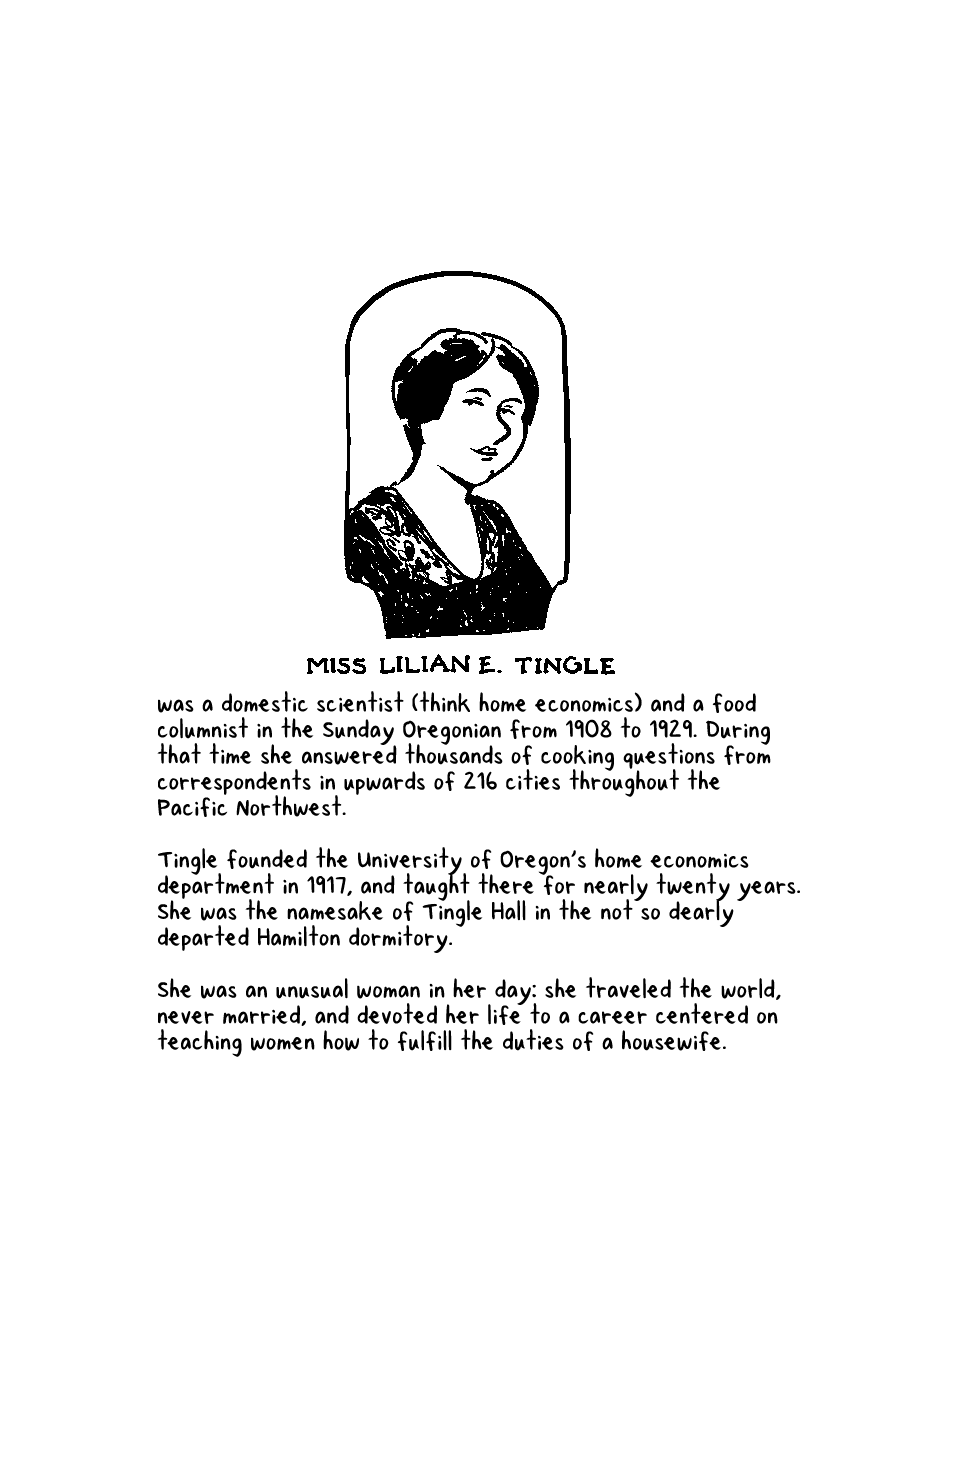 MISS LILIAN E. TINGLE
was a domestic scientist (think home economics) and a food
columnist in the Sunday Oregonian from 1908 to 1929. During
that time she answered thousands of cooking questions from
correspondents in upwards of 216 cities throughout the
Pacific Northwest.
Tingle founded the University of Oregon's home economics
department in 1917, and taught there for nearly twenty years.
She was the namesake of Tingle Hall in the not so dearly
departed Hamilton dormitory.
She was an unusual woman in her day: she traveled the world,
never married, and devoted her life to a career centered on
teaching women how to fulfill the duties of a housewife.